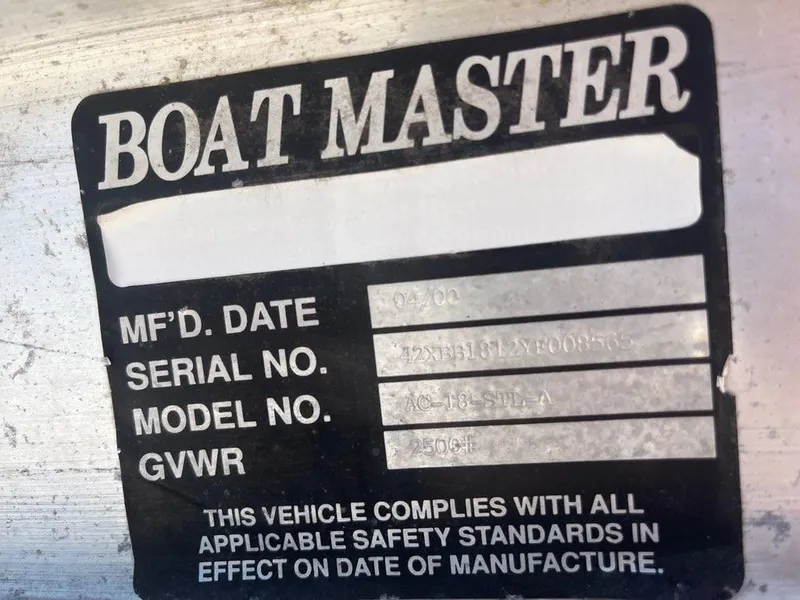 BOAT MASTER
MF'D. DATE 04/00
SERIAL NO. 42XBB1812YF008565
MODEL NO. AC-18-STL-A
GVWR 2500#
THIS VEHICLE COMPLIES WITH ALL
APPLICABLE SAFETY STANDARDS IN
EFFECT ON DATE OF MANUFACTURE.